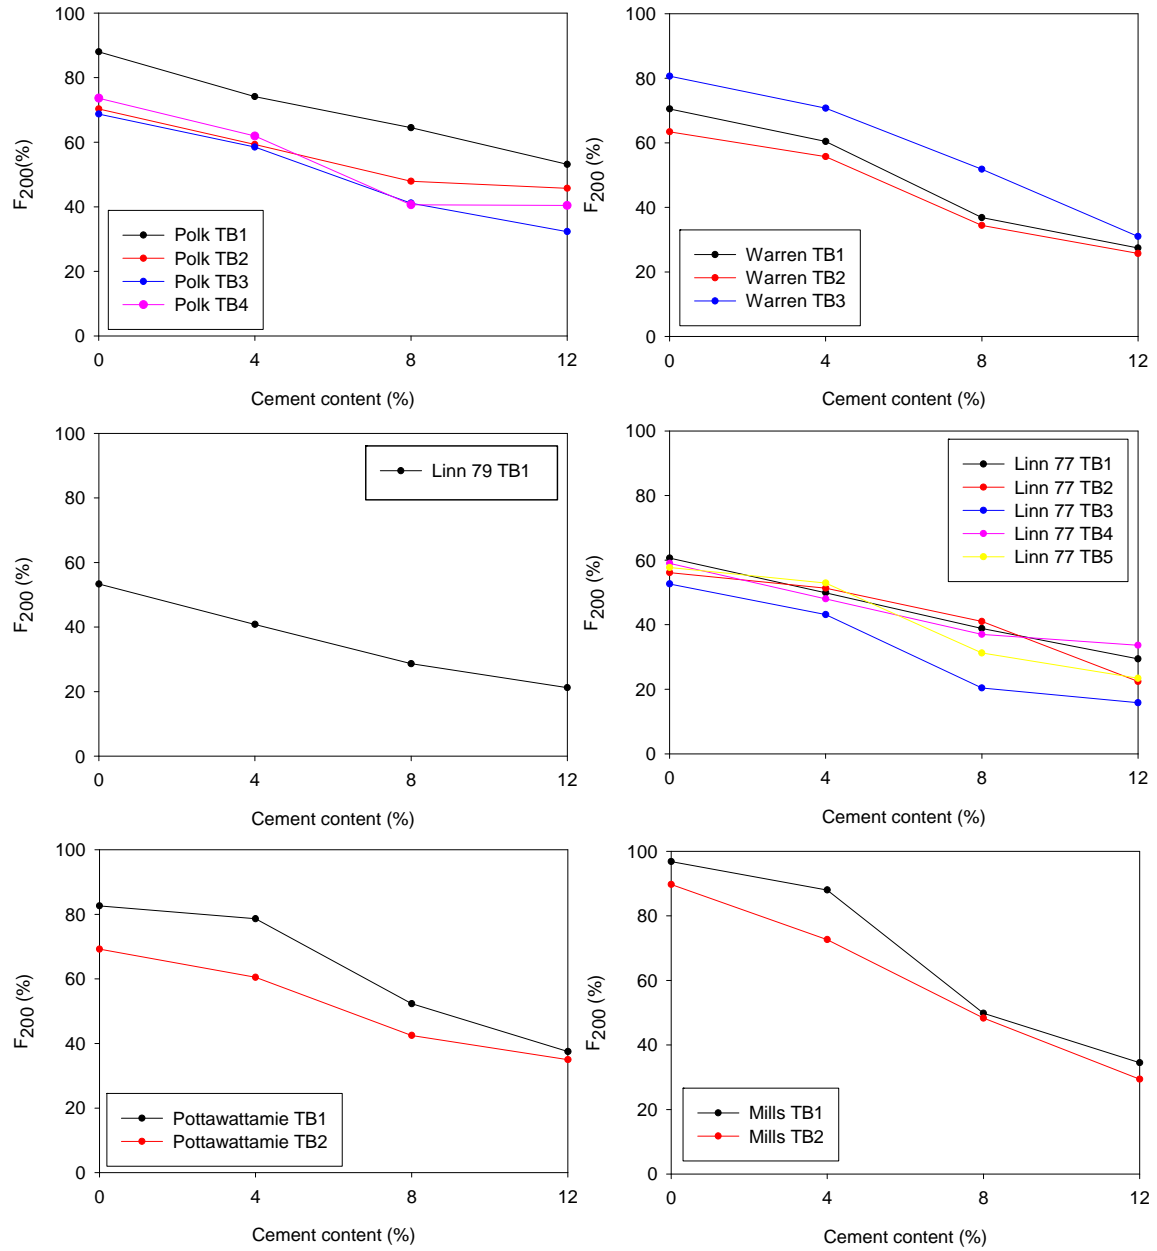 100
80
60
40
20
0
F200(%)
Polk TB1
Polk TB2
Polk TB3
Polk TB4
0 4 8 12
Cement content (%)
100
80
60
40
20
0
F200 (%)
Warren TB1
Warren TB2
Warren TB3
0 4 8 12
Cement content (%)
100
80
60
40
20
0
F200 (%)
Linn 79 TB1
0 4 8 12
Cement content (%)
100
80
60
40
20
0
F200 (%)
Linn 77 TB1
Linn 77 TB2
Linn 77 TB3
Linn 77 TB4
Linn 77 TB5
0 4 8 12
Cement content (%)
100
80
60
40
20
0
F200 (%)
Pottawattamie TB1
Pottawattamie TB2
0 4 8 12
Cement content (%)
100
80
60
40
20
0
F200 (%)
Mills TB1
Mills TB2
0 4 8 12
Cement content (%)